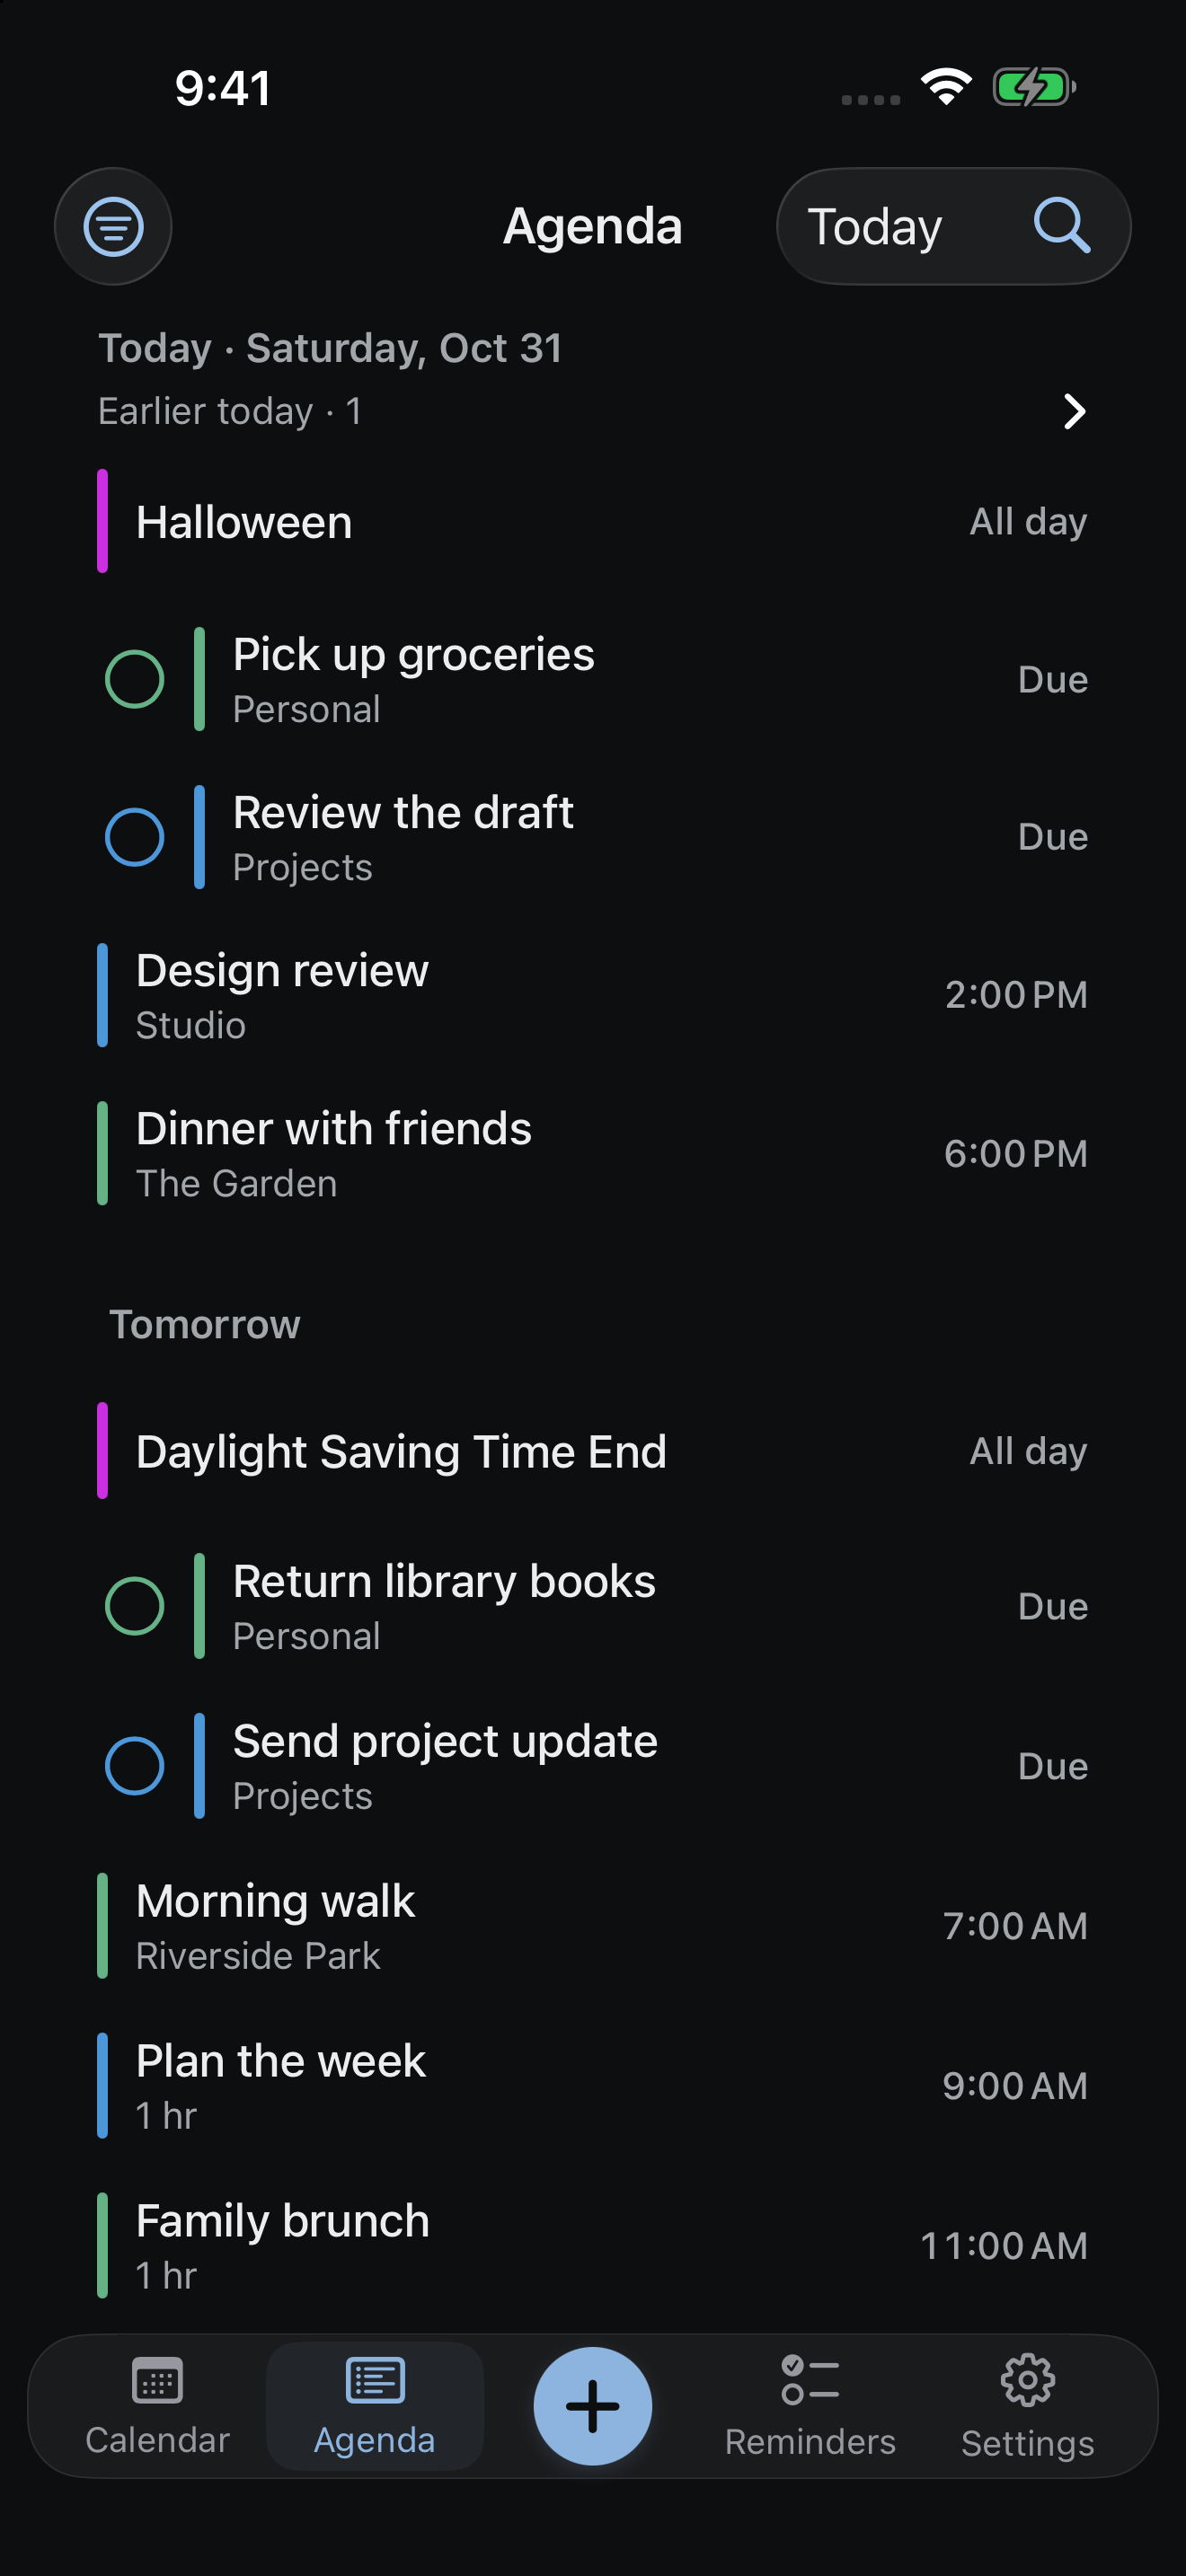 9:41
Agenda
Today
Today · Saturday, Oct 31
Earlier today · 1
Halloween
All day
Pick up groceries
Personal
Due
Review the draft
Projects
Due
Design review
Studio
2:00 PM
Dinner with friends
The Garden
6:00 PM
Tomorrow
Daylight Saving Time End
All day
Return library books
Personal
Due
Send project update
Projects
Due
Morning walk
Riverside Park
7:00 AM
Plan the week
1 hr
9:00 AM
Family brunch
1 hr
11:00 AM
Calendar
Agenda
Reminders
Settings